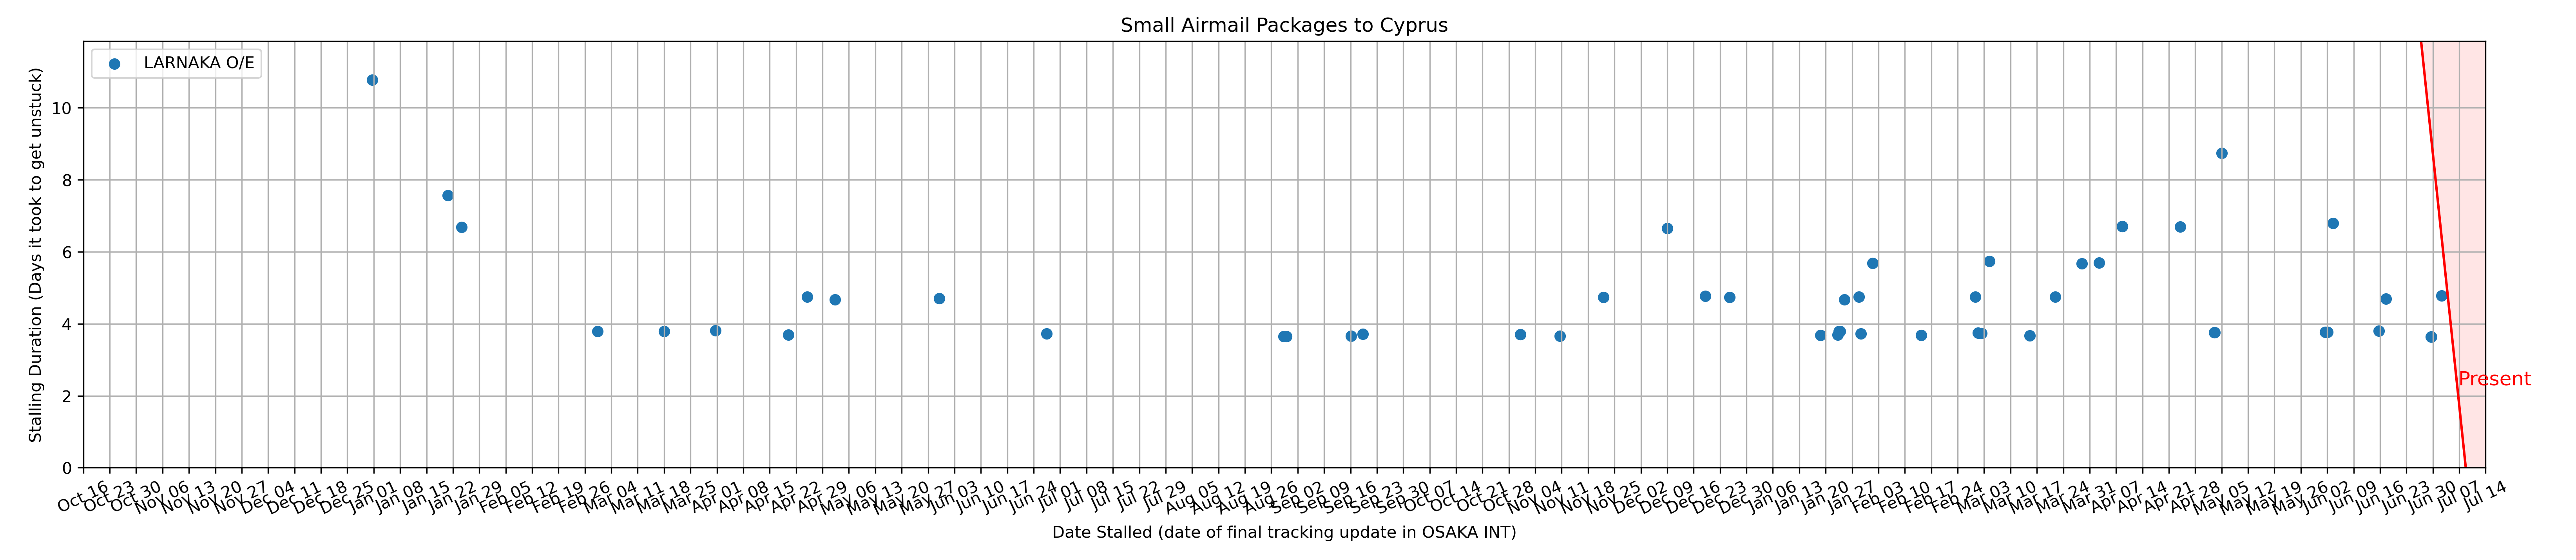 Small Airmail Packages to Cyprus
LARNAKA O/E
Stalling Duration (Days it took to get unstuck)
10
8
6
4
2
0
Present
Oct 16 Oct 23 Oct 30 Nov 06 Nov 13 Nov 20 Nov 27 Dec 04 Dec 11 Dec 18 Dec 25 Jan 01 Jan 08 Jan 15 Jan 22 Jan 29 Feb 05 Feb 12 Feb 19 Feb 26 Mar 04 Mar 11 Mar 18 Mar 25 Apr 01 Apr 08 Apr 15 Apr 22 Apr 29 May 06 May 13 May 20 May 27 Jun 03 Jun 10 Jun 17 Jun 24 Jul 01 Jul 08 Jul 15 Jul 22 Jul 29 Aug 05 Aug 12 Aug 19 Aug 26 Sep 02 Sep 09 Sep 16 Sep 23 Sep 30 Oct 07 Oct 14 Oct 21 Oct 28 Nov 04 Nov 11 Nov 18 Nov 25 Dec 02 Dec 09 Dec 16 Dec 23 Dec 30 Jan 06 Jan 13 Jan 20 Jan 27 Feb 03 Feb 10 Feb 17 Feb 24 Mar 03 Mar 10 Mar 17 Mar 24 Mar 31 Apr 07 Apr 14 Apr 21 Apr 28 May 05 May 12 May 19 May 26 Jun 02 Jun 09 Jun 16 Jun 23 Jun 30 Jul 07 Jul 14
Date Stalled (date of final tracking update in OSAKA INT)